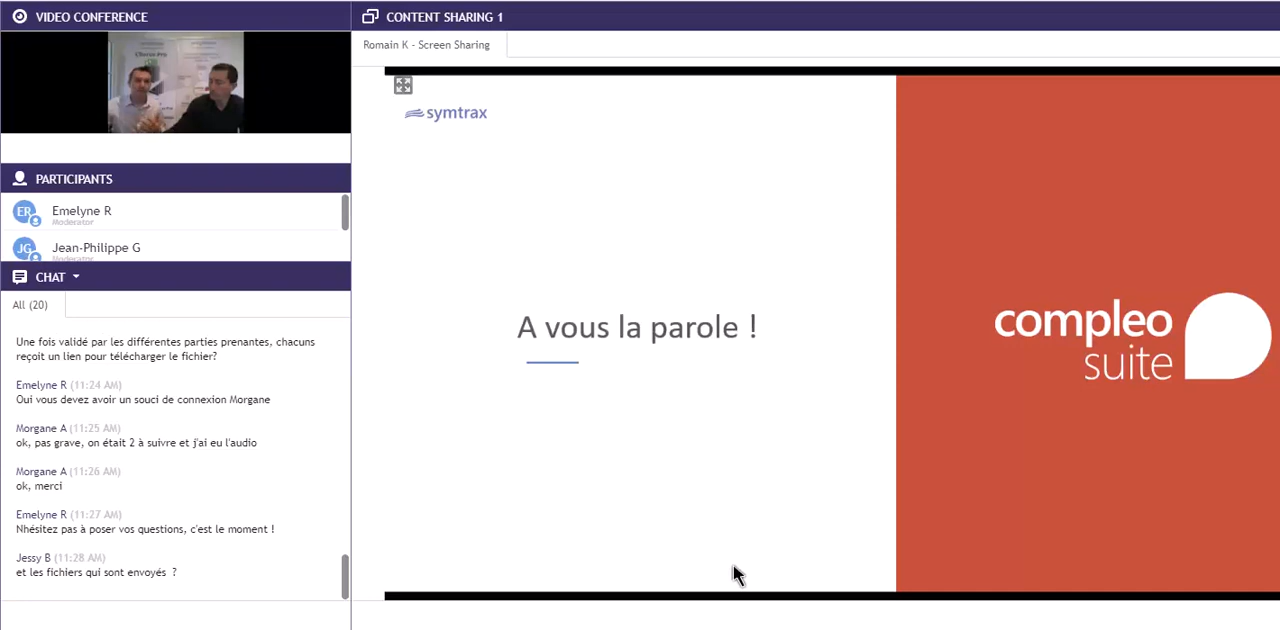 VIDEO CONFERENCE
PARTICIPANTS
ER
Emelyne R
Moderator
JG
Jean-Philippe G
Moderator
CHAT
All (20)
Une fois validé par les différentes parties prenantes, chacuns
reçoit un lien pour télécharger le fichier?
Emelyne R (11:24 AM)
Oui vous devez avoir un souci de connexion Morgane
Morgane A (11:25 AM)
ok, pas grave, on était 2 à suivre et j'ai eu l'audio
Morgane A (11:26 AM)
ok, merci
Emelyne R (11:27 AM)
Nhésitez pas à poser vos questions, c'est le moment !
Jessy B (11:28 AM)
et les fichiers qui sont envoyés ?
CONTENT SHARING 1
Romain K - Screen Sharing
symtrax
A vous la parole !
compleo
suite